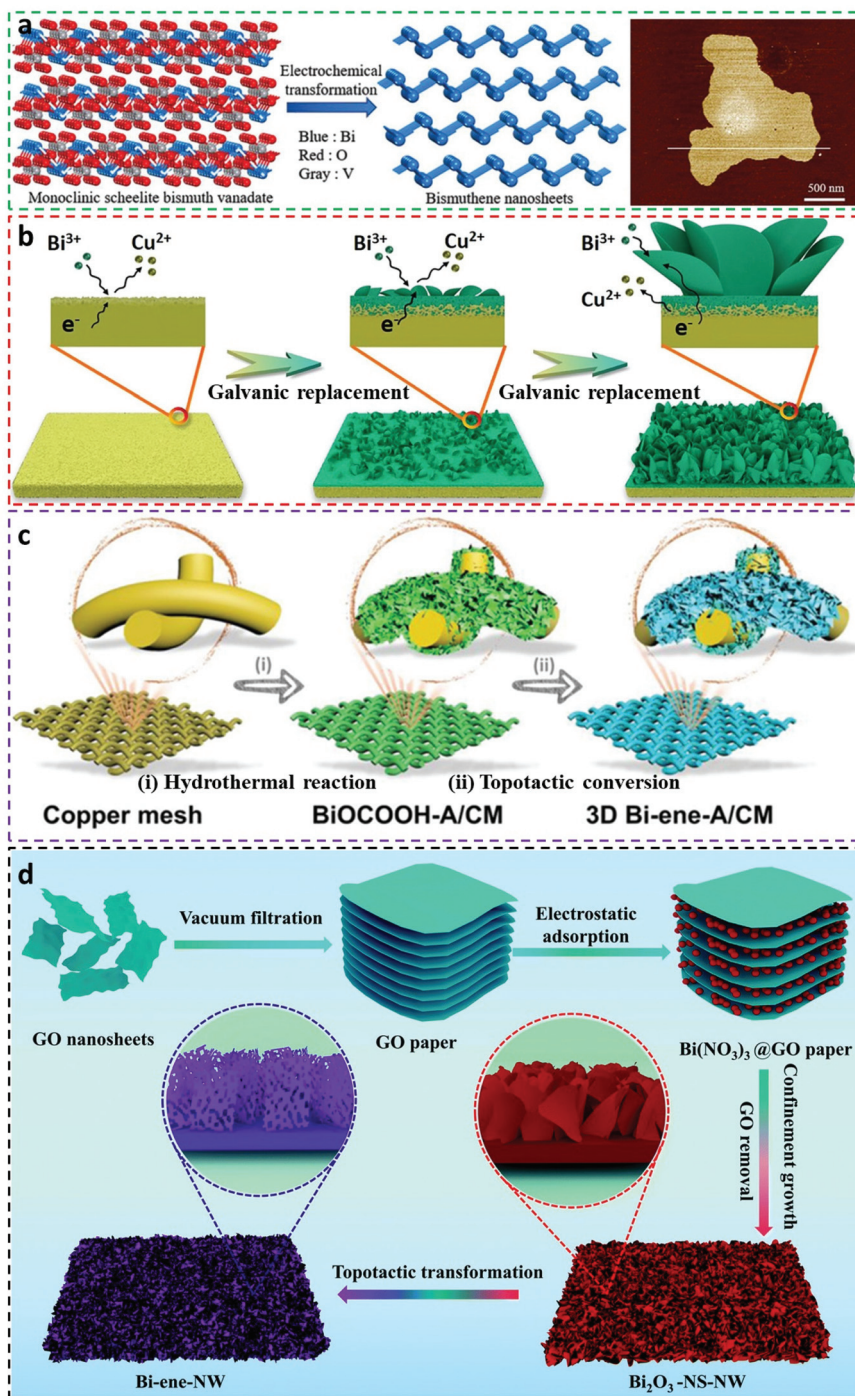 a
Electrochemical
transformation
Blue : Bi
Red : O
Gray : V
Monoclinic scheelite bismuth vanadate
Bismuthene nanosheets
500 nm
b
Bi³⁺
Cu²⁺
e⁻
Bi³⁺
Cu²⁺
e⁻
Bi³⁺
Cu²⁺
e⁻
Galvanic replacement
Galvanic replacement
c
(i)
(ii)
(i) Hydrothermal reaction
(ii) Topotactic conversion
Copper mesh
BiOCOOH-A/CM
3D Bi-ene-A/CM
d
Vacuum filtration
Electrostatic
adsorption
GO nanosheets
GO paper
Bi(NO₃)₃ @GO paper
Confinement growth
GO removal
Topotactic transformation
Bi-ene-NW
Bi₂O₃ -NS-NW